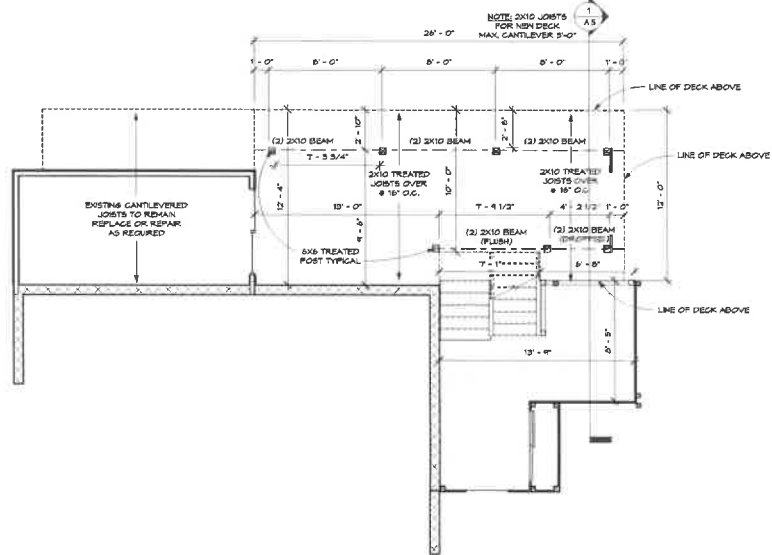 NOTE: 2X10 JOISTS
FOR NEW DECK
MAX. CANTILEVER 5'-0"
1
A5
26' - 0"
1' - 0"
8' - 0"
8' - 0"
8' - 0"
1' - 0"
LINE OF DECK ABOVE
2' - 10"
2' - 6"
(2) 2X10 BEAM
(2) 2X10 BEAM
(2) 2X10 BEAM
LINE OF DECK ABOVE
7' - 5 3/4"
12' - 4"
2X10 TREATED
JOISTS OVER
@ 16" O.C.
10' - 0"
2X10 TREATED
JOISTS OVER
@ 16" O.C.
12' - 0"
EXISTING CANTILEVERED
JOISTS TO REMAIN
REPLACE OR REPAIR
AS REQUIRED
13' - 0"
7' - 9 1/2"
4' - 2 1/2"
1' - 0"
9' - 6"
(2) 2X10 BEAM
(FLUSH)
(2) 2X10 BEAM
(DROPPED)
6X6 TREATED
POST TYPICAL
7' - 1"
6' - 8"
LINE OF DECK ABOVE
13' - 9"
8' - 5"